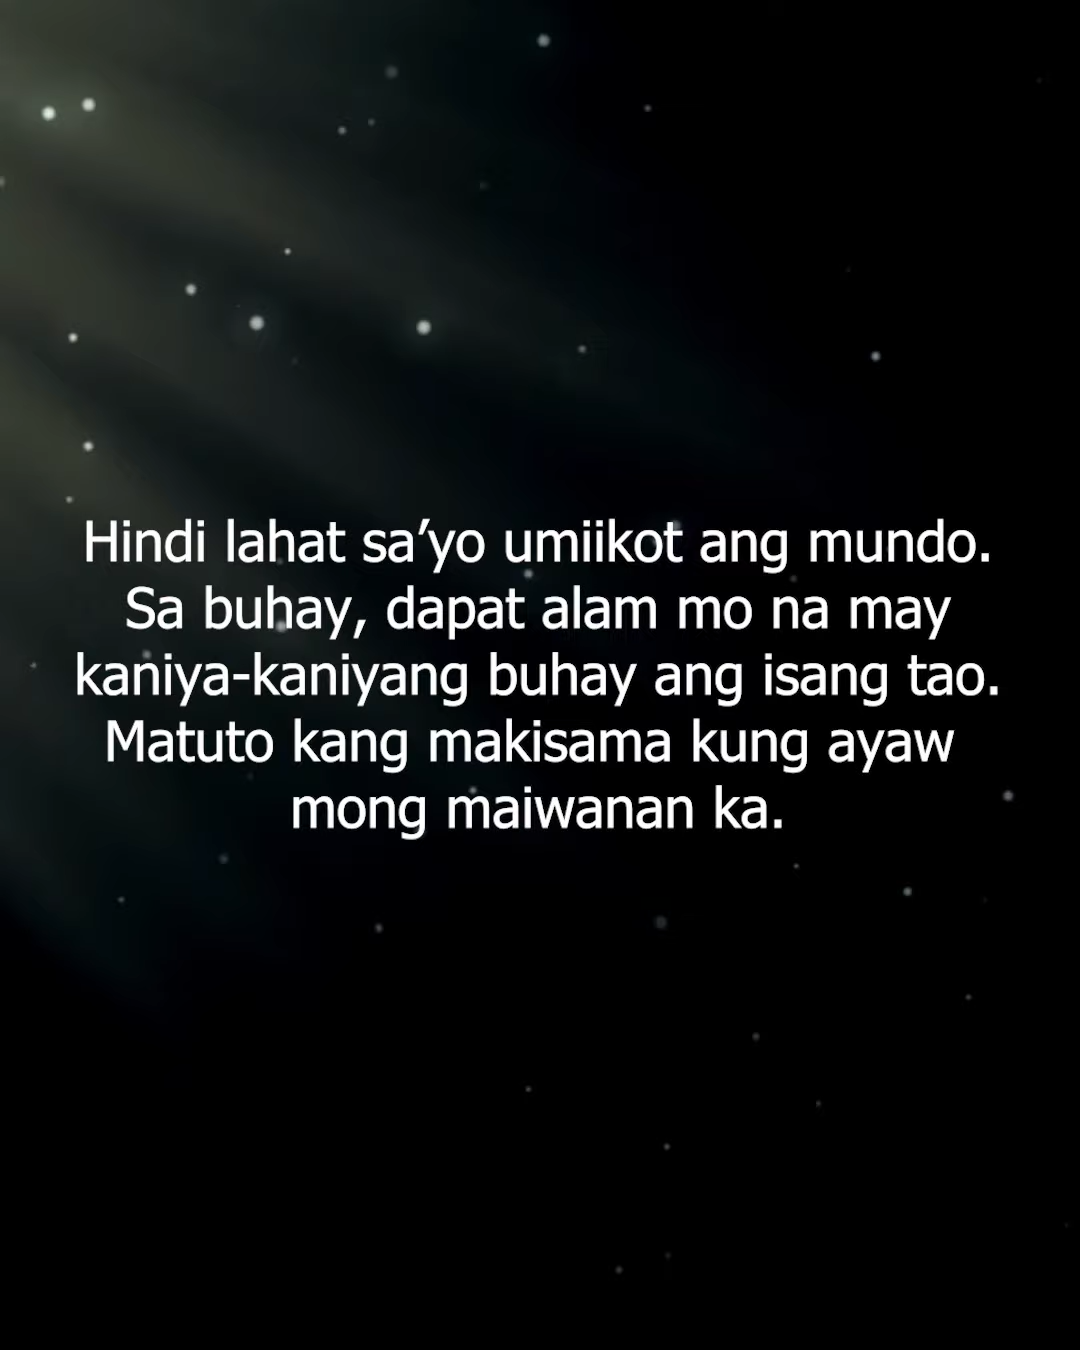 Hindi lahat sa’yo umiikot ang mundo.
Sa buhay, dapat alam mo na may
kaniya-kaniyang buhay ang isang tao.
Matuto kang makisama kung ayaw
mong maiwanan ka.